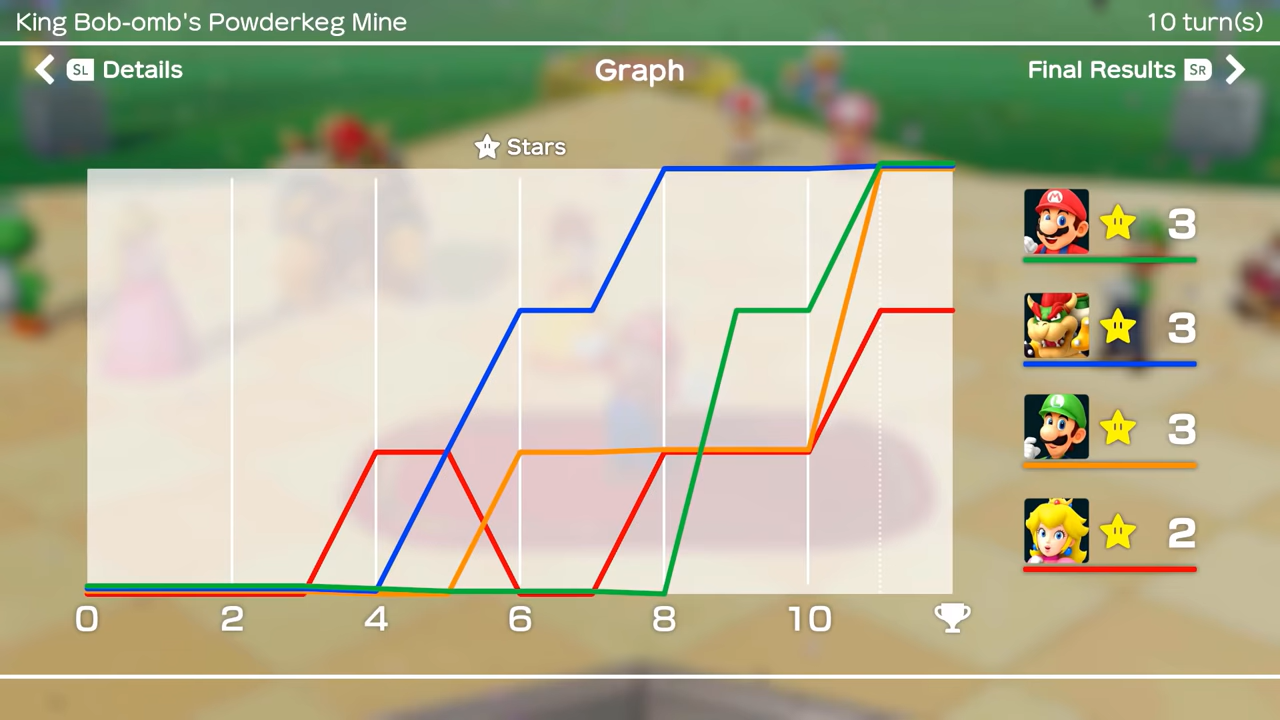 King Bob-omb's Powderkeg Mine
10 turn(s)
SL Details
Graph
Final Results SR
Stars
3
3
3
2
0 2 4 6 8 10